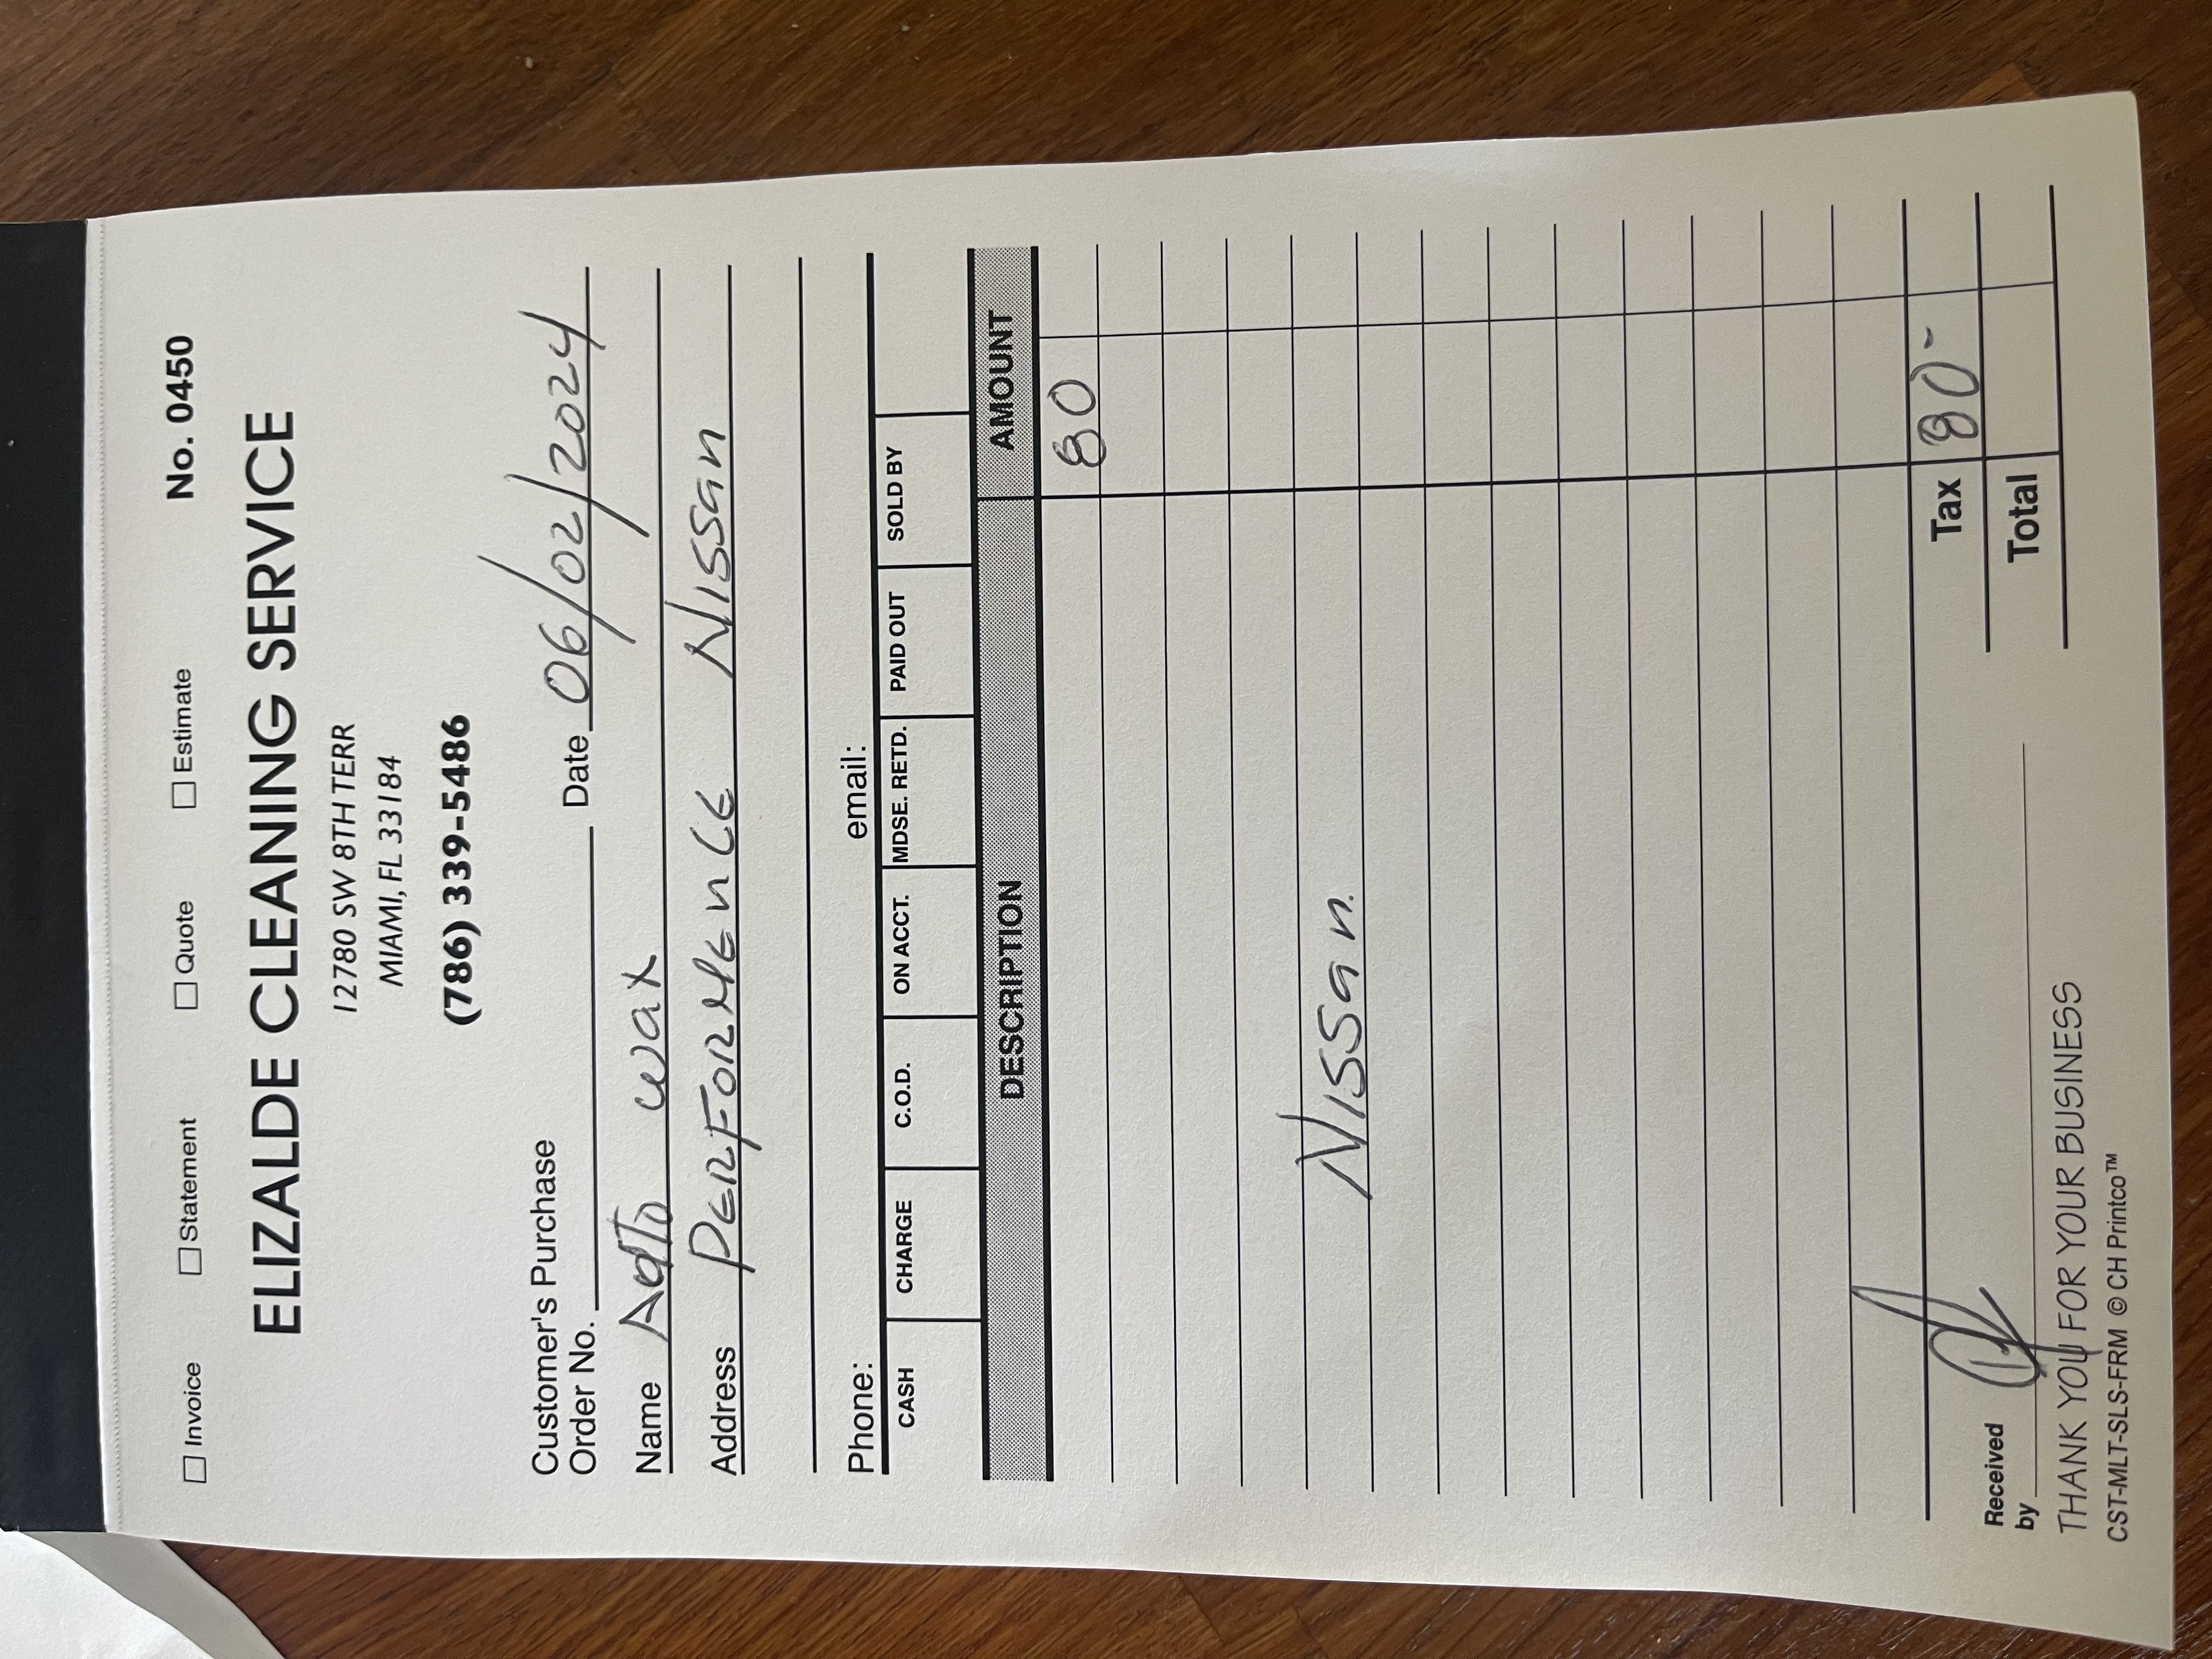 Invoice Statement Quote Estimate No. 0450
ELIZALDE CLEANING SERVICE
12780 SW 8TH TERR
MIAMI, FL 33184
(786) 339-5486
Customer's Purchase
Order No. Date 06/02/2024
Name Auto wax
Address PERFORMENCE Nissan
Phone: email:
CASH CHARGE C.O.D. ON ACCT. MDSE. RETD. PAID OUT SOLD BY
DESCRIPTION AMOUNT
80
Nissan.
Tax 80-
Received
by Total
THANK YOU FOR YOUR BUSINESS
CST-MLT-SLS-FRM © CH Printco™